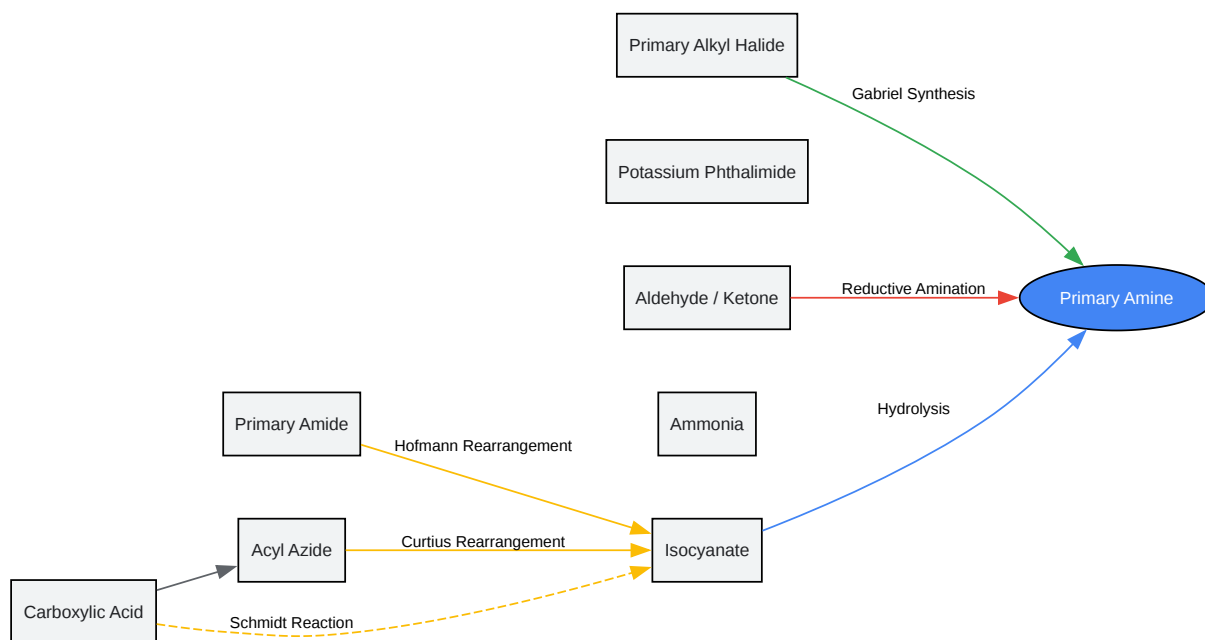 Primary Alkyl Halide
Gabriel Synthesis
Potassium Phthalimide
Aldehyde / Ketone
Reductive Amination
Primary Amine
Primary Amide
Hofmann Rearrangement
Ammonia
Hydrolysis
Acyl Azide
Curtius Rearrangement
Isocyanate
Carboxylic Acid
Schmidt Reaction